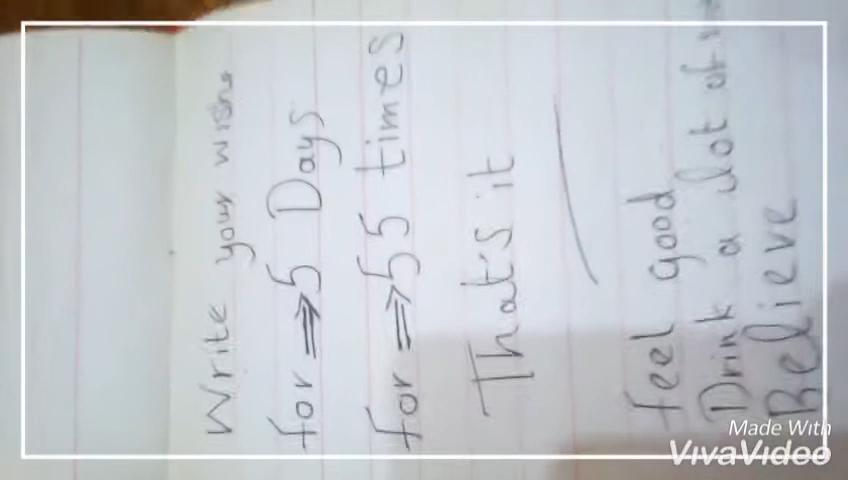 Write your wishe
for ⇒ 5 Days
for ⇒ 55 times
That's it
feel good
Drink a lot of
Believe
Made With
VivaVideo